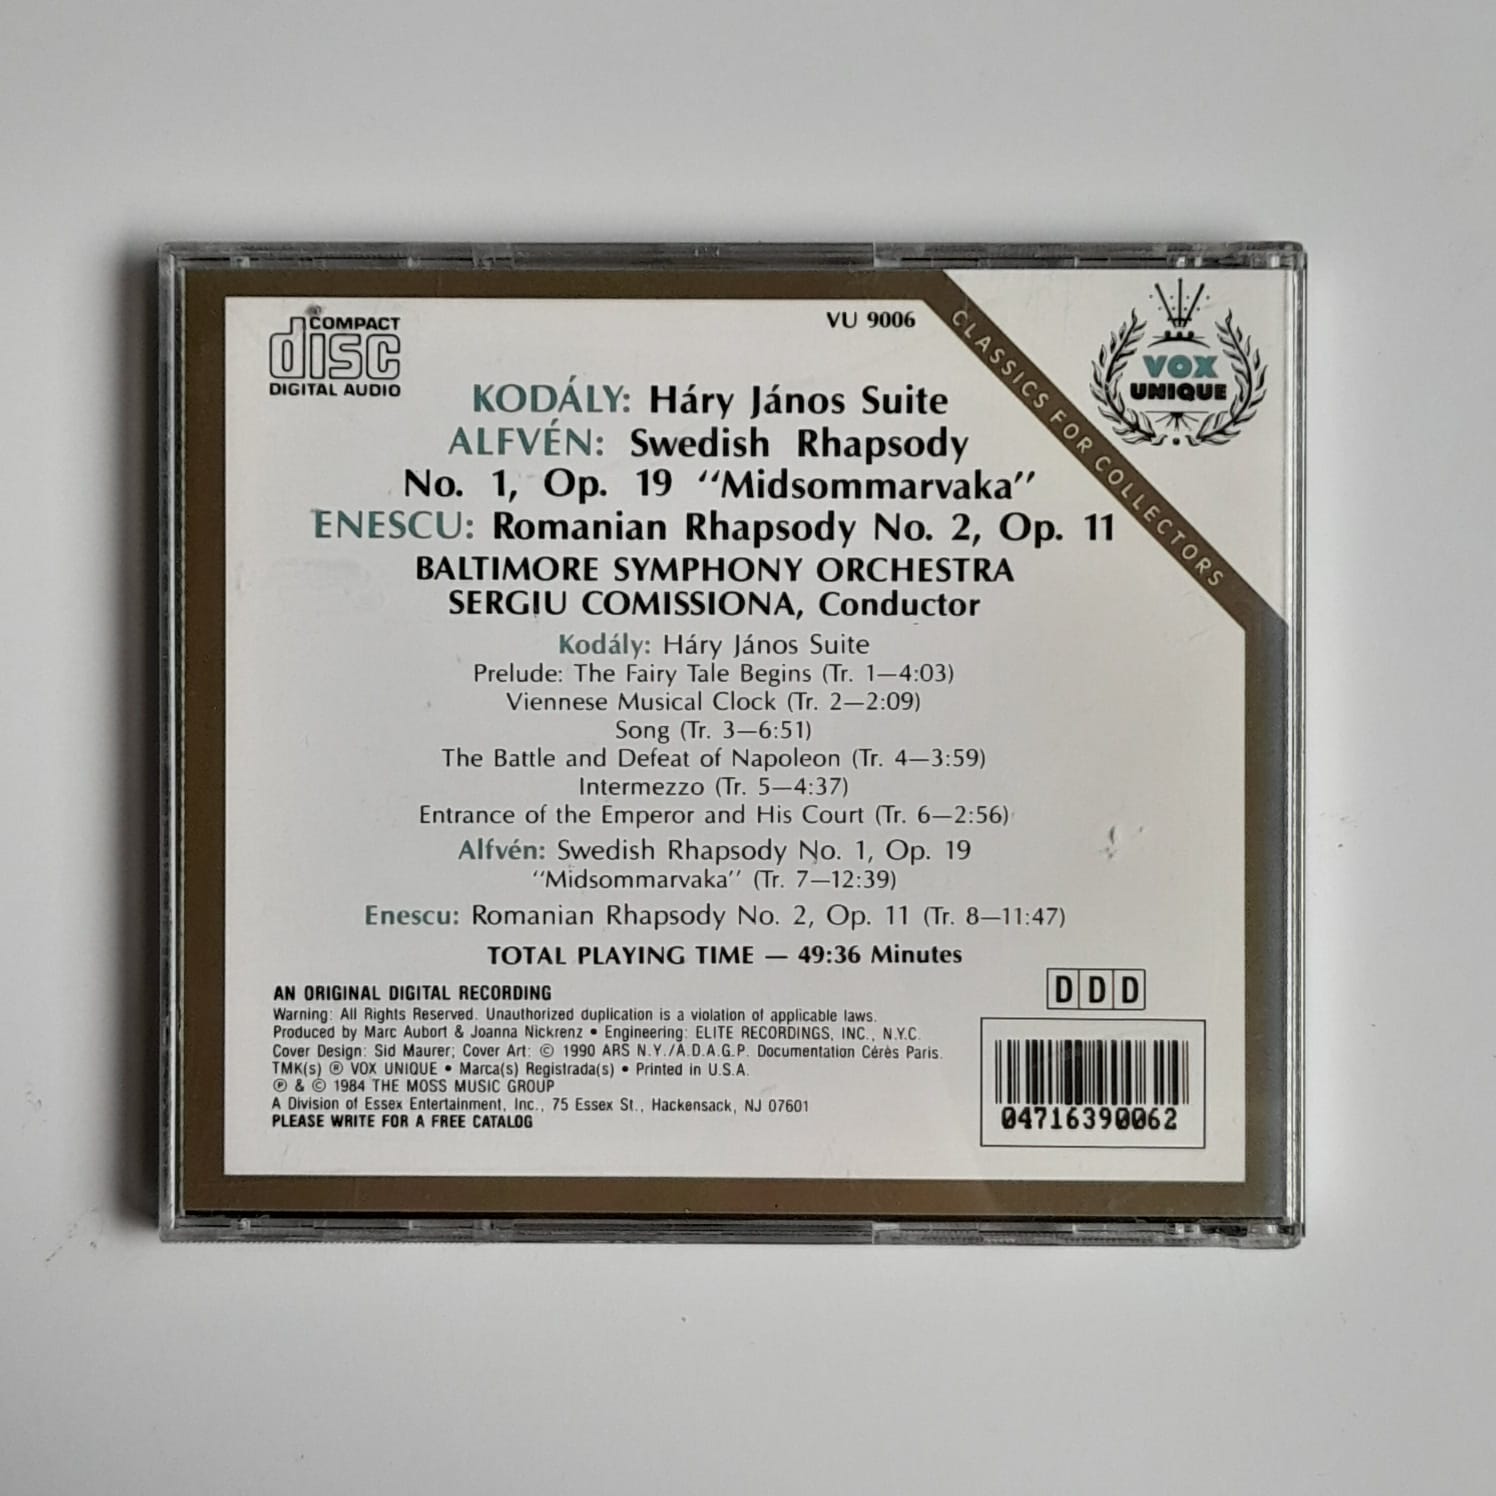 COMPACT
disc
DIGITAL AUDIO
VU 9006
CLASSICS FOR COLLECTORS
VOX
UNIQUE
KODÁLY: Háry János Suite
ALFVÉN: Swedish Rhapsody
No. 1, Op. 19 "Midsommarvaka"
ENESCU: Romanian Rhapsody No. 2, Op. 11
BALTIMORE SYMPHONY ORCHESTRA
SERGIU COMISSIONA, Conductor
Kodály: Háry János Suite
Prelude: The Fairy Tale Begins (Tr. 1—4:03)
Viennese Musical Clock (Tr. 2—2:09)
Song (Tr. 3—6:51)
The Battle and Defeat of Napoleon (Tr. 4—3:59)
Intermezzo (Tr. 5—4:37)
Entrance of the Emperor and His Court (Tr. 6—2:56)
Alfvén: Swedish Rhapsody No. 1, Op. 19
"Midsommarvaka" (Tr. 7—12:39)
Enescu: Romanian Rhapsody No. 2, Op. 11 (Tr. 8—11:47)
TOTAL PLAYING TIME — 49:36 Minutes
AN ORIGINAL DIGITAL RECORDING
Warning: All Rights Reserved. Unauthorized duplication is a violation of applicable laws.
Produced by Marc Aubort & Joanna Nickrenz • Engineering: ELITE RECORDINGS, INC., N.Y.C.
Cover Design: Sid Maurer; Cover Art: © 1990 ARS N.Y./A.D.A.G.P. Documentation Cérès Paris.
TMK(s) ® VOX UNIQUE • Marca(s) Registrada(s) • Printed in U.S.A.
℗ & © 1984 THE MOSS MUSIC GROUP
A Division of Essex Entertainment, Inc., 75 Essex St., Hackensack, NJ 07601
PLEASE WRITE FOR A FREE CATALOG
D D D
04716390062